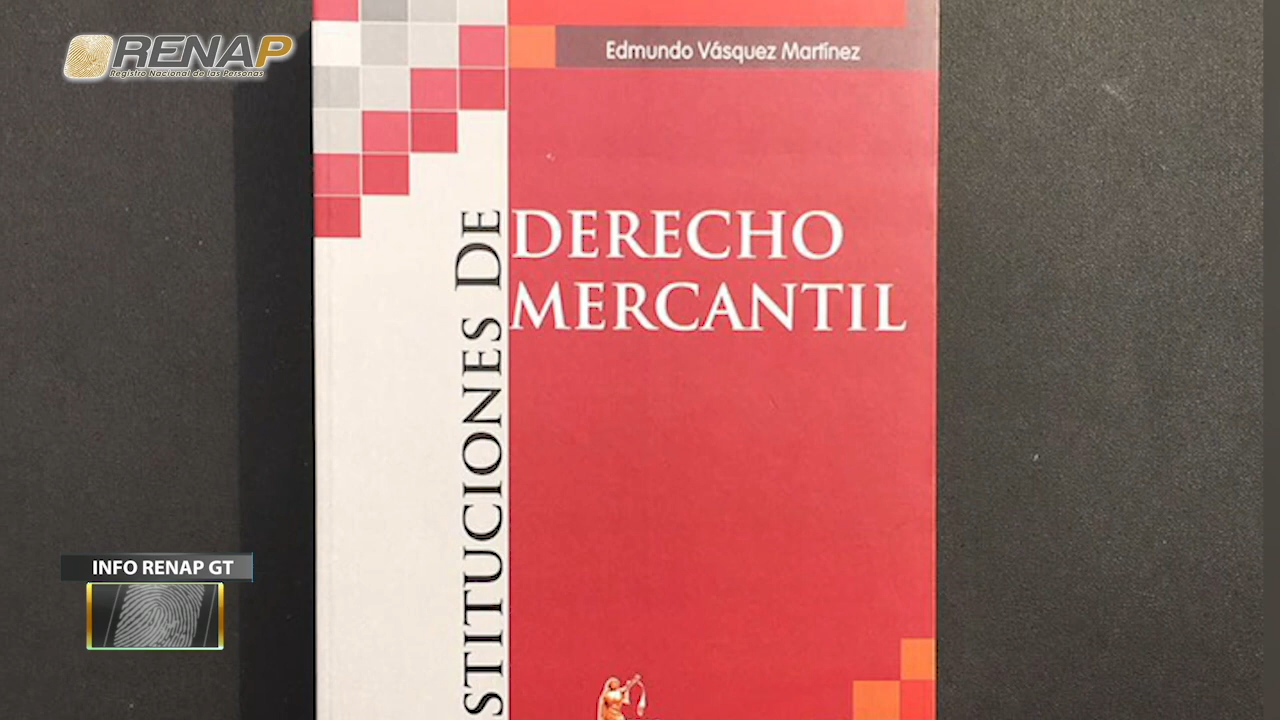 RENAP
Registro Nacional de las Personas
Edmundo Vásquez Martínez
STITUCIONES DE
DERECHO
MERCANTIL
INFO RENAP GT